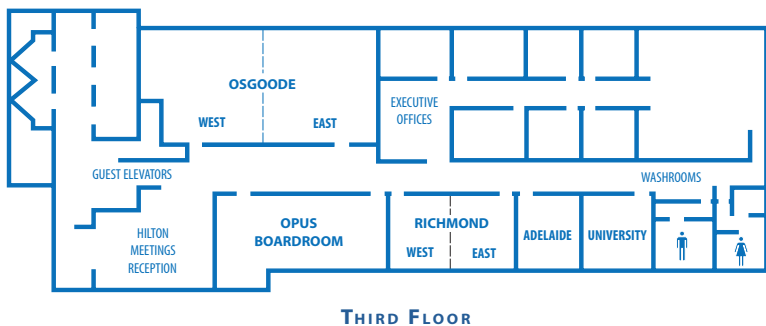 OSGOODE
WEST
EAST
EXECUTIVE
OFFICES
GUEST ELEVATORS
WASHROOMS
HILTON
MEETINGS
RECEPTION
OPUS
BOARDROOM
RICHMOND
WEST
EAST
ADELAIDE
UNIVERSITY
THIRD FLOOR